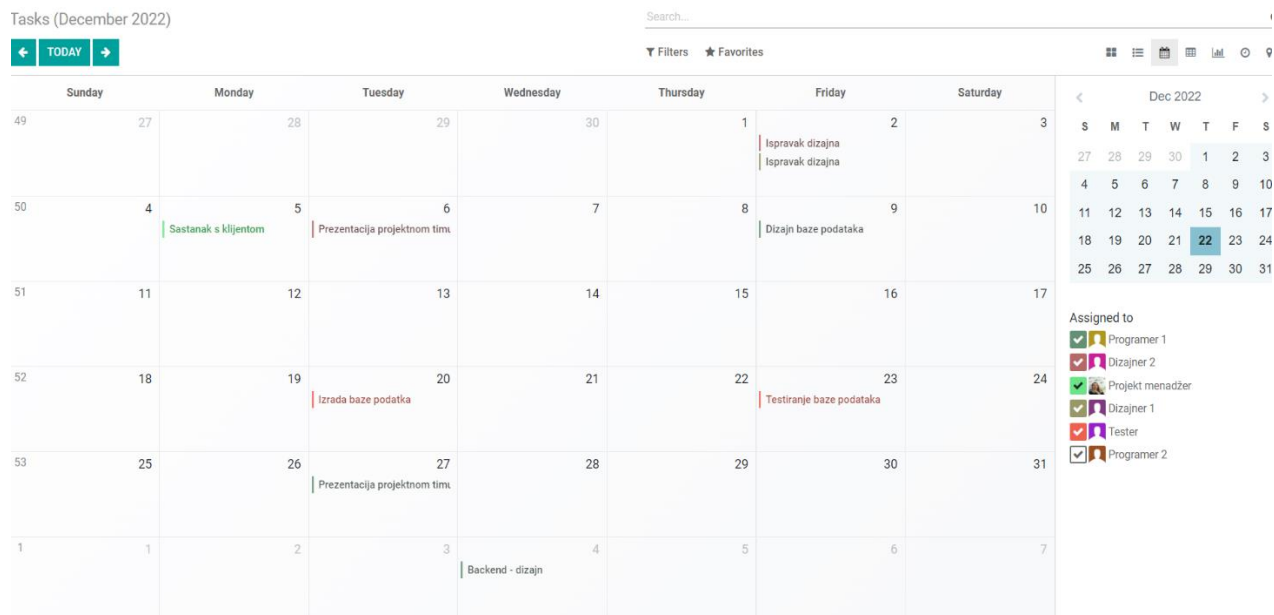 Tasks (December 2022)
Search...
TODAY
Filters Favorites
Sunday Monday Tuesday Wednesday Thursday Friday Saturday
49 27 28 29 30 1 2 3
Ispravak dizajna
Ispravak dizajna
50 4 5 6 7 8 9 10
Sastanak s klijentom Prezentacija projektnom timu Dizajn baze podataka
51 11 12 13 14 15 16 17
52 18 19 20 21 22 23 24
Izrada baze podatka Testiranje baze podataka
53 25 26 27 28 29 30 31
Prezentacija projektnom timu
1 1 2 3 4 5 6 7
Backend - dizajn
Dec 2022
S M T W T F S
27 28 29 30 1 2 3
4 5 6 7 8 9 10
11 12 13 14 15 16 17
18 19 20 21 22 23 24
25 26 27 28 29 30 31
Assigned to
Programer 1
Dizajner 2
Projekt menadžer
Dizajner 1
Tester
Programer 2